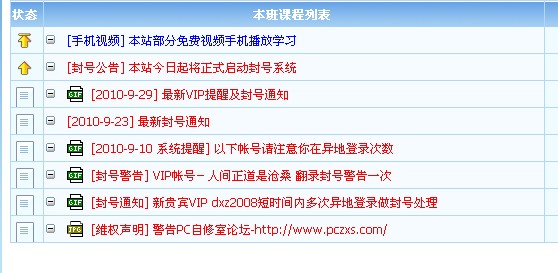 状态 本班课程列表
[手机视频] 本站部分免费视频手机播放学习
[封号公告] 本站今日起将正式启动封号系统
GIF [2010-9-29] 最新VIP提醒及封号通知
[2010-9-23] 最新封号通知
GIF [2010-9-10 系统提醒] 以下帐号请注意你在异地登录次数
GIF [封号警告] VIP帐号－人间正道是沧桑 翻录封号警告一次
GIF [封号通知] 新贵宾VIP dxz2008短时间内多次异地登录做封号处理
JPG [维权声明] 警告PC自修室论坛-http://www.pczxs.com/